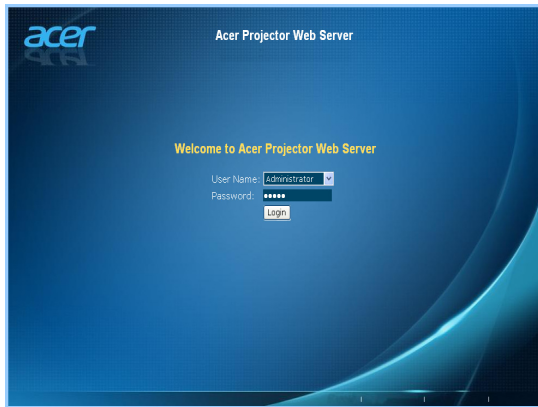 acer
Acer Projector Web Server
Welcome to Acer Projector Web Server
User Name: Administrator
Password: •••••
Login